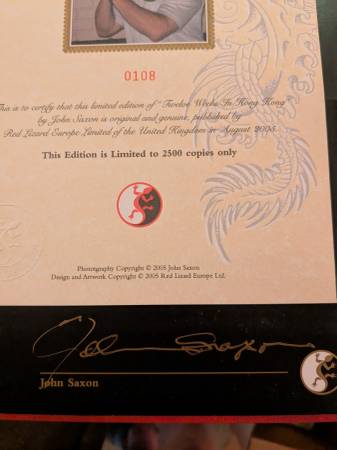 0108
This is to certify that this limited edition of "Twelve Weeks In Hong Kong"
by John Saxon is original and genuine, published by
Red Lizard Europe Limited of the United Kingdom in August 2005.
This Edition is Limited to 2500 copies only
Photography Copyright © 2005 John Saxon
Design and Artwork Copyright © 2005 Red Lizard Europe Ltd.
John Saxon
John Saxon